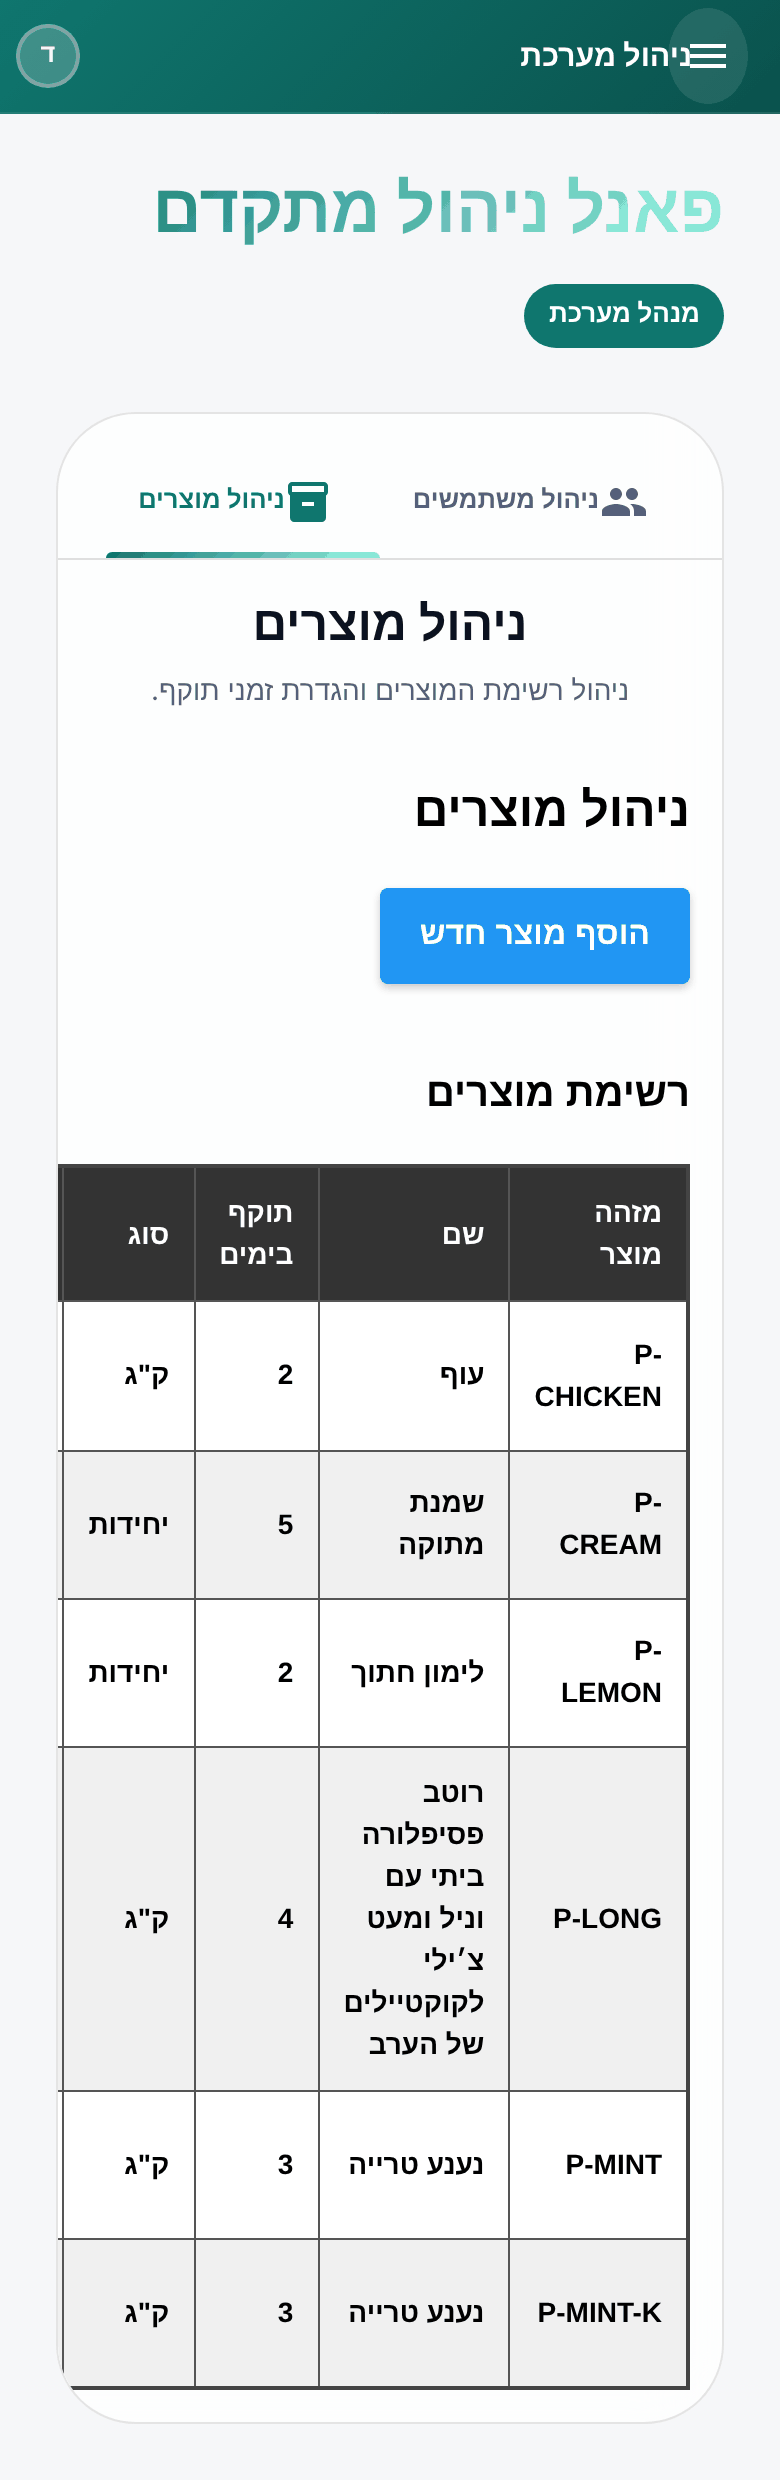 ניהול מערכת
ד
פאנל ניהול מתקדם
מנהל מערכת
ניהול משתמשים
ניהול מוצרים
ניהול מוצרים
ניהול רשימת המוצרים והגדרת זמני תוקף.
ניהול מוצרים
הוסף מוצר חדש
רשימת מוצרים
מזהה
מוצר
שם
תוקף
בימים
סוג
P-
CHICKEN
עוף
2
ק"ג
P-
CREAM
שמנת
מתוקה
5
יחידות
P-
LEMON
לימון חתוך
2
יחידות
P-LONG
רוטב
פסיפלורה
ביתי עם
וניל ומעט
צ׳ילי
לקוקטיילים
של הערב
4
ק"ג
P-MINT
נענע טרייה
3
ק"ג
P-MINT-K
נענע טרייה
3
ק"ג